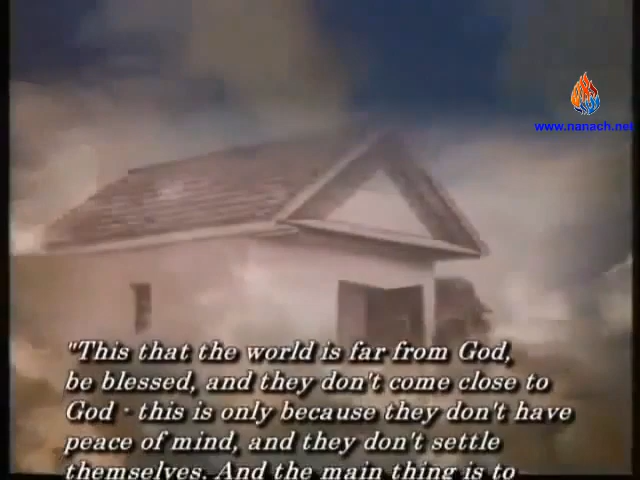 www.nanach.net
"This that the world is far from God,
be blessed, and they don't come close to
God - this is only because they don't have
peace of mind, and they don't settle
themselves. And the main thing is to